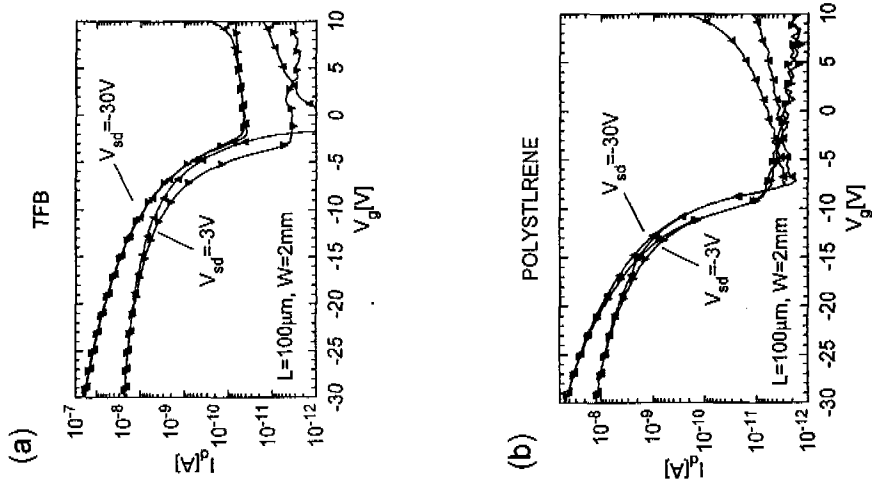 (a)
TFB
V_sd=-30V
V_sd=-3V
L=100μm, W=2mm
I_d[A]
10^-7
10^-8
10^-9
10^-10
10^-11
10^-12
-30 -25 -20 -15 -10 -5 0 5 10
V_g[V]
(b)
POLYSTLRENE
V_sd=-30V
V_sd=-3V
L=100μm, W=2mm
I_d[A]
10^-8
10^-9
10^-10
10^-11
10^-12
-30 -25 -20 -15 -10 -5 0 5 10
V_g[V]